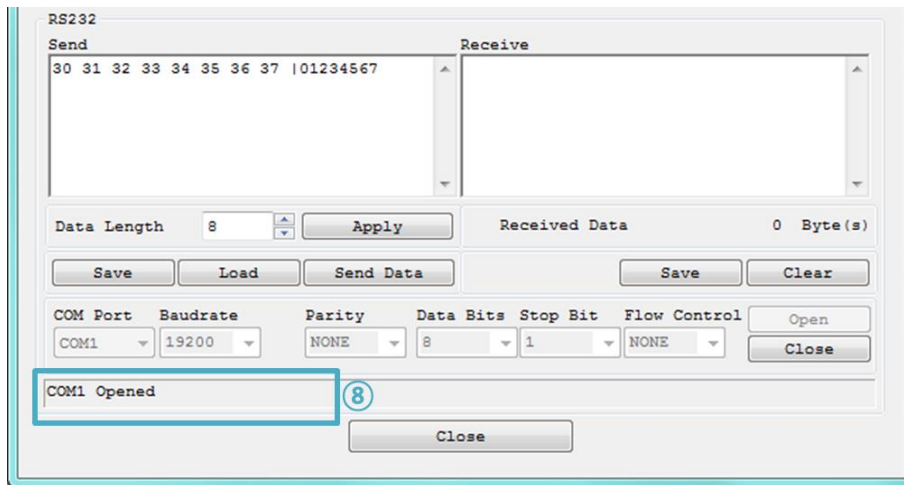 RS232
Send Receive
30 31 32 33 34 35 36 37 |01234567
Data Length 8 Apply Received Data 0 Byte(s)
Save Load Send Data Save Clear
COM Port Baudrate Parity Data Bits Stop Bit Flow Control Open
COM1 19200 NONE 8 1 NONE Close
COM1 Opened ⑧
Close